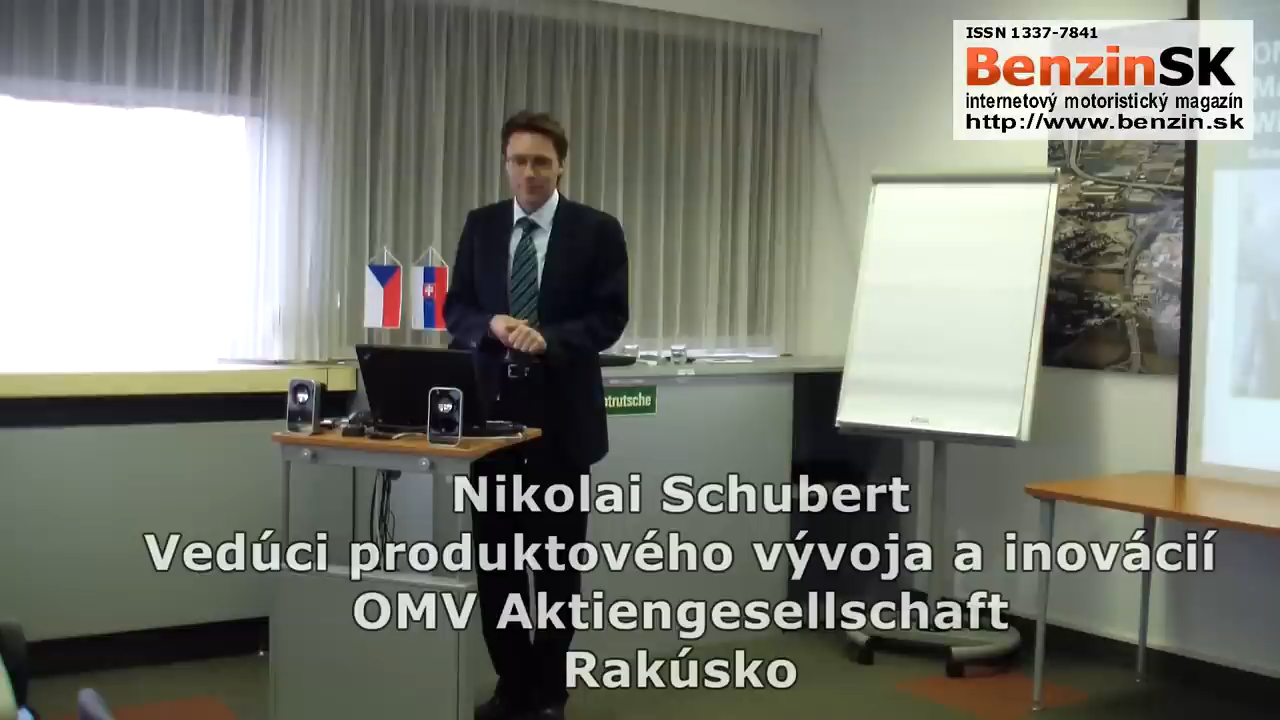 ISSN 1337-7841
BenzinSK
internetový motoristický magazín
http://www.benzin.sk
Nikolai Schubert
Vedúci produktového vývoja a inovácií
OMV Aktiengesellschaft
Rakúsko